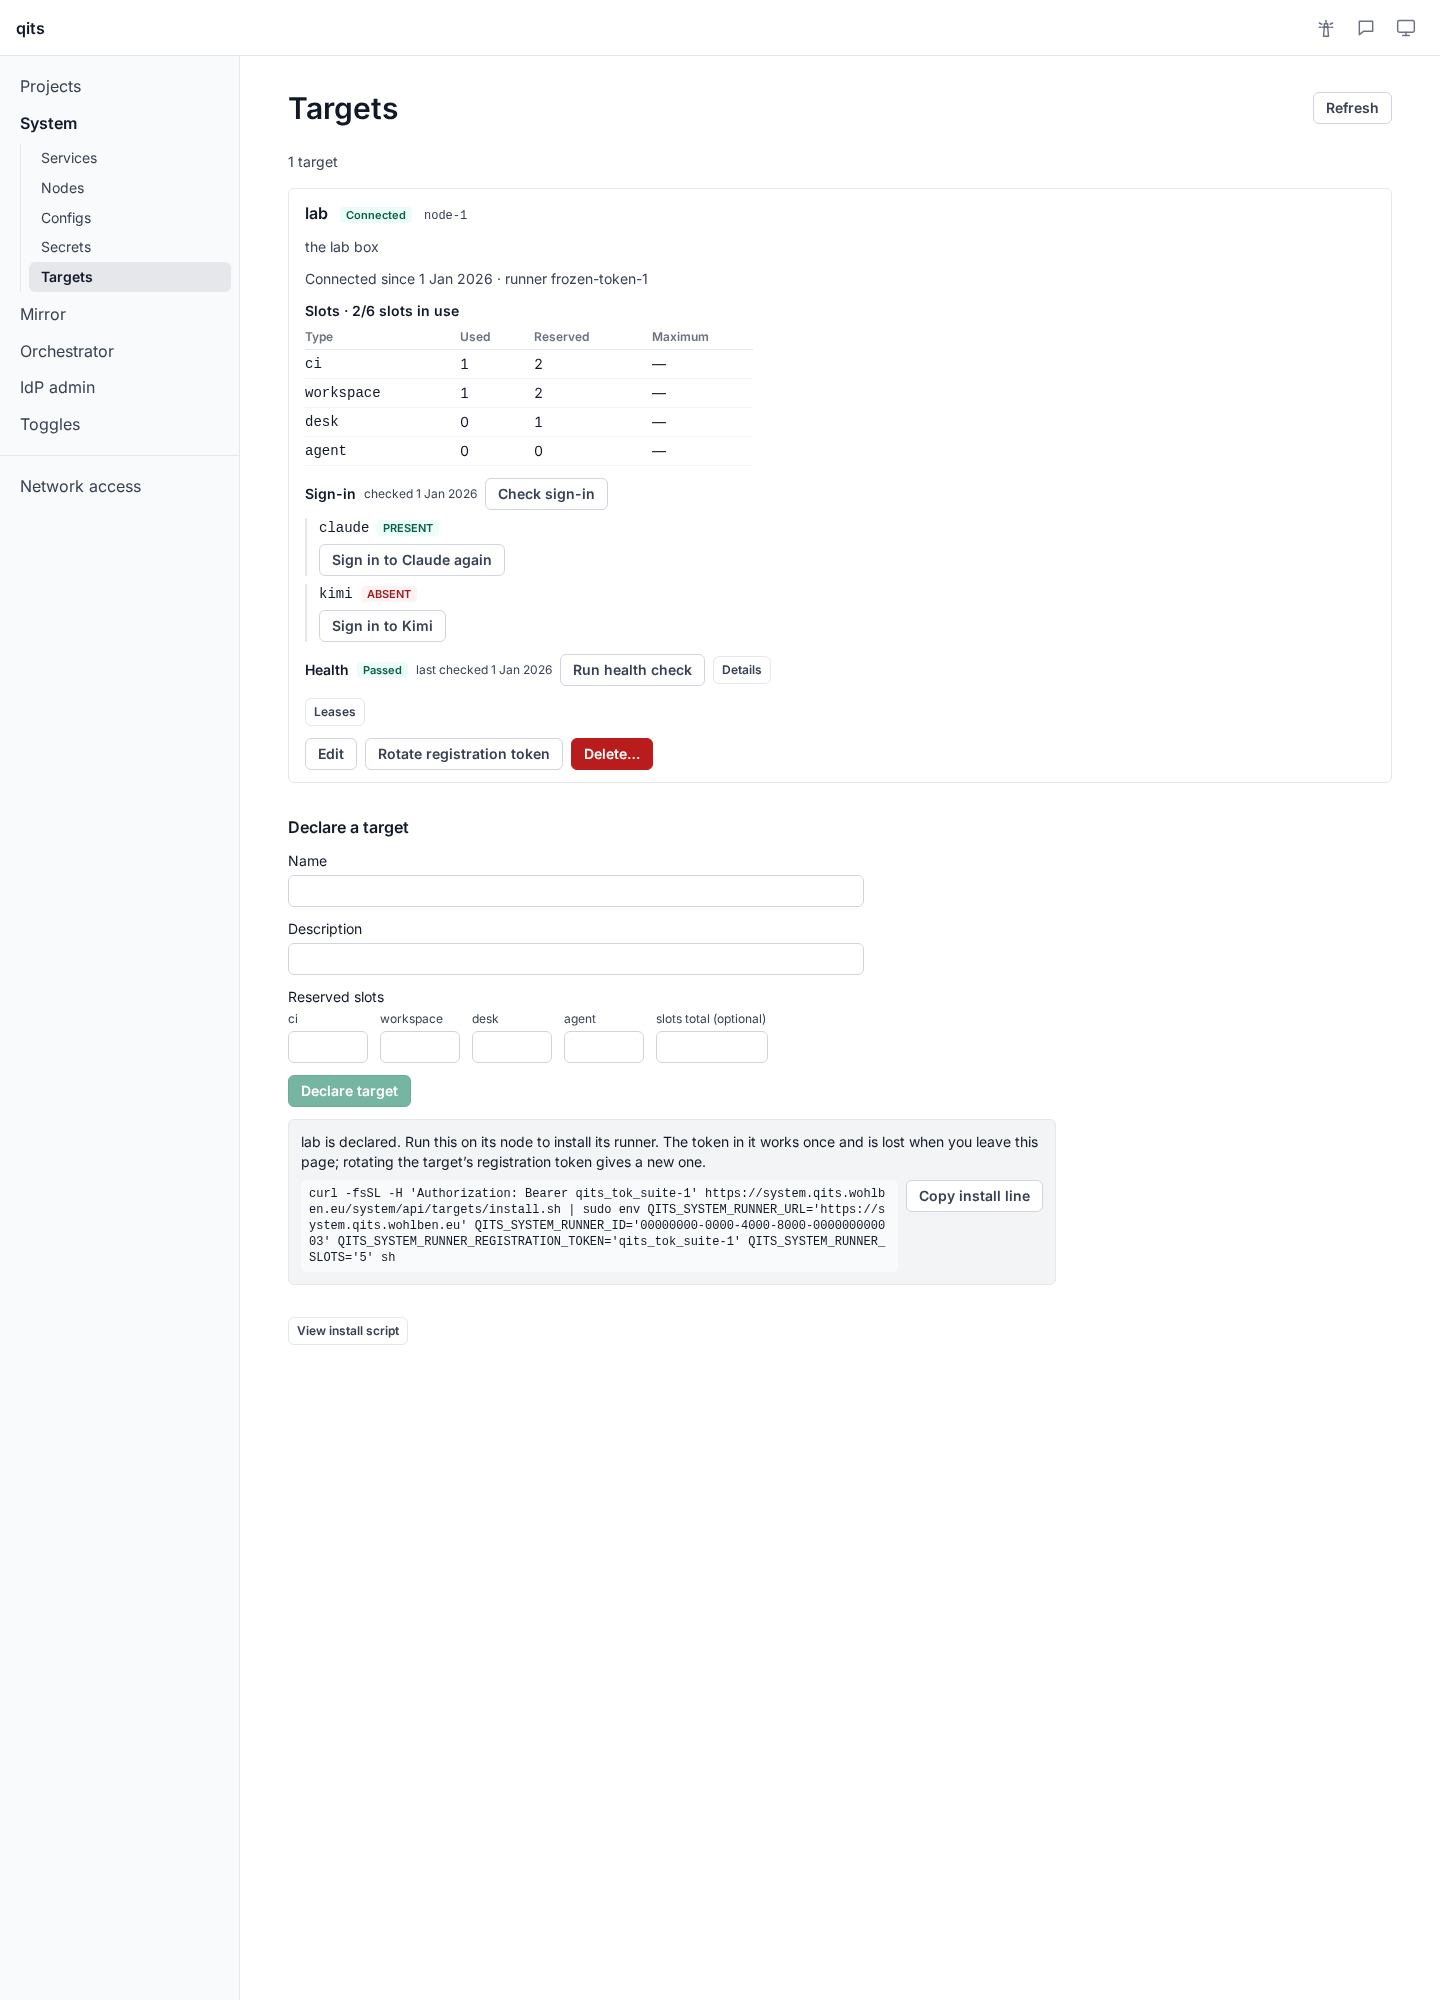 qits
Projects
System
Services
Nodes
Configs
Secrets
Targets
Mirror
Orchestrator
IdP admin
Toggles
Network access
Targets
Refresh
1 target
lab Connected node-1
the lab box
Connected since 1 Jan 2026 · runner frozen-token-1
Slots · 2/6 slots in use
Type Used Reserved Maximum
ci 1 2 —
workspace 1 2 —
desk 0 1 —
agent 0 0 —
Sign-in checked 1 Jan 2026 Check sign-in
claude PRESENT
Sign in to Claude again
kimi ABSENT
Sign in to Kimi
Health Passed last checked 1 Jan 2026 Run health check Details
Leases
Edit Rotate registration token Delete…
Declare a target
Name
Description
Reserved slots
ci workspace desk agent slots total (optional)
Declare target
lab is declared. Run this on its node to install its runner. The token in it works once and is lost when you leave this
page; rotating the target’s registration token gives a new one.
curl -fsSL -H 'Authorization: Bearer qits_tok_suite-1' https://system.qits.wohlb
en.eu/system/api/targets/install.sh | sudo env QITS_SYSTEM_RUNNER_URL='https://s
ystem.qits.wohlben.eu' QITS_SYSTEM_RUNNER_ID='00000000-0000-4000-8000-0000000000
03' QITS_SYSTEM_RUNNER_REGISTRATION_TOKEN='qits_tok_suite-1' QITS_SYSTEM_RUNNER_
SLOTS='5' sh
Copy install line
View install script